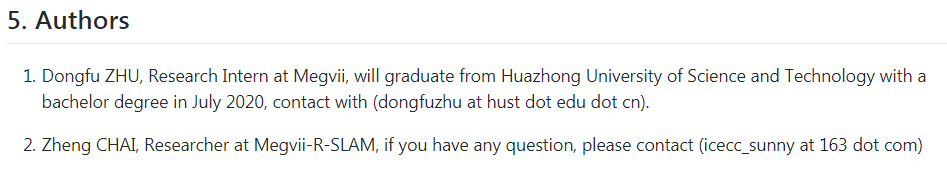 5. Authors
1. Dongfu ZHU, Research Intern at Megvii, will graduate from Huazhong University of Science and Technology with a
bachelor degree in July 2020, contact with (dongfuzhu at hust dot edu dot cn).
2. Zheng CHAI, Researcher at Megvii-R-SLAM, if you have any question, please contact (icecc_sunny at 163 dot com)